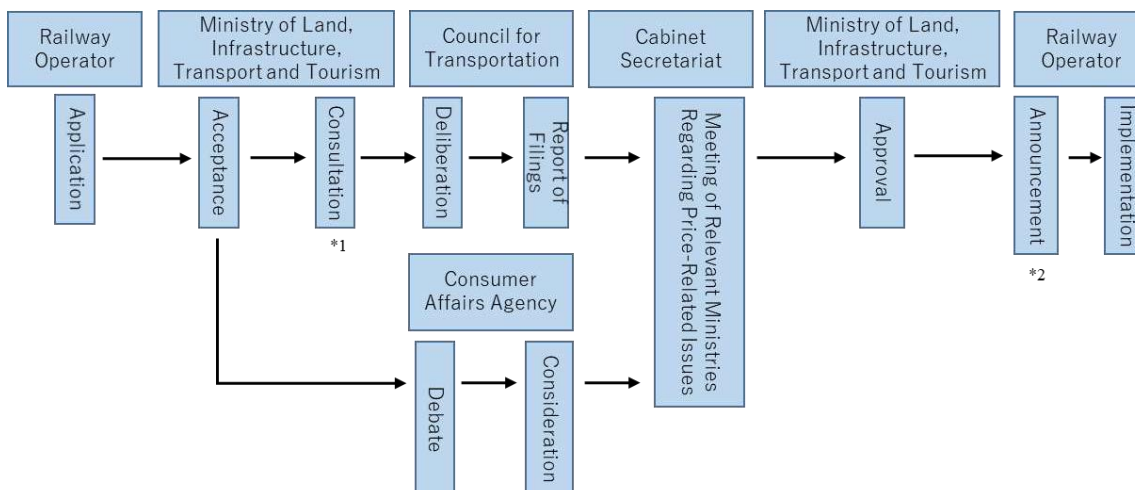 Railway
Operator
Ministry of Land,
Infrastructure,
Transport and Tourism
Council for
Transportation
Cabinet
Secretariat
Ministry of Land,
Infrastructure,
Transport and Tourism
Railway
Operator
Application
Acceptance
Consultation
*1
Deliberation
Report of
Filings
Meeting of Relevant Ministries
Regarding Price-Related Issues
Approval
Announcement
*2
Implementation
Consumer
Affairs Agency
Debate
Consideration